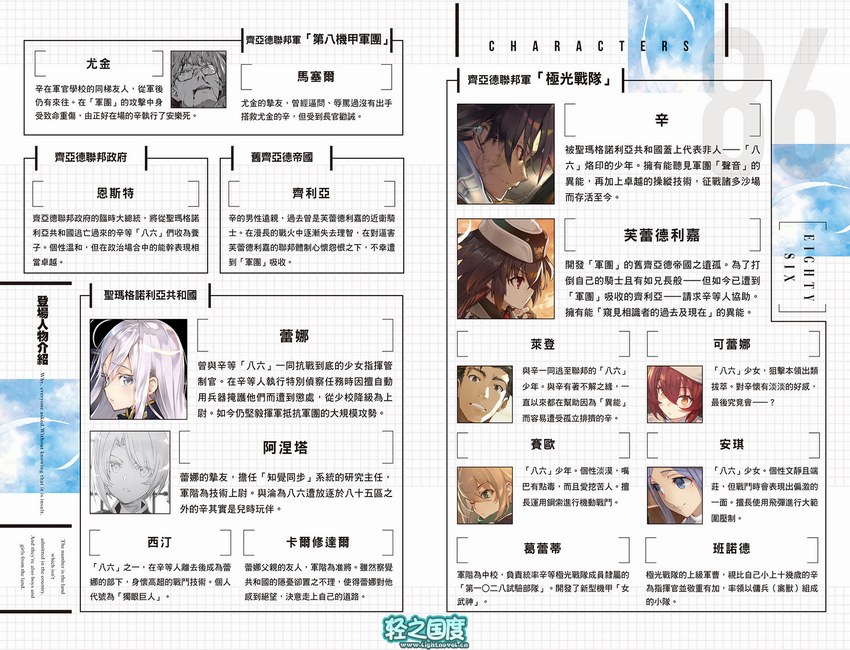 CHARACTERS
86
EIGHTY
SIX
齊亞德聯邦軍「極光戰隊」
辛
被聖瑪格諾利亞共和國蓋上代表非人——「八
六」烙印的少年。擁有能聽見軍團「聲音」的
異能，再加上卓越的操縱技術，征戰諸多沙場
而存活至今。
芙蕾德利嘉
開發「軍團」的舊齊亞德帝國之遺孤。為了打
倒自己的騎士且有如兄長般——但如今已遭到
「軍團」吸收的齊利亞——請求辛等人協助。
擁有能「窺見相識者的過去及現在」的異能。
萊登
與辛一同逃至聯邦的「八六」
少年。與辛有著不解之緣，一
直以來都在幫助因為「異能」
而容易遭受孤立排擠的辛。
可蕾娜
「八六」少女，狙擊本領出類
拔萃。對辛懷有淡淡的好感，
最後究竟會——？
賽歐
「八六」少年。個性淡漠，嘴
巴有點毒，而且愛挖苦人。擅
長運用鋼索進行機動戰鬥。
安琪
「八六」少女。個性文靜且端
莊，但戰鬥時會表現出偏激的
一面。擅長使用飛彈進行大範
圍壓制。
葛蕾蒂
軍階為中校，負責統率辛等極光戰隊成員隸屬的
「第一〇二八試驗部隊」。開發了新型機甲「女
武神」。
班諾德
極光戰隊的上級軍曹，視比自己小上十幾歲的辛
為指揮官並敬重有加，率領以傭兵（禽獸）組成
的小隊。
齊亞德聯邦軍「第八機甲軍團」
尤金
辛在軍官學校的同梯友人，從軍後
仍有來往。在「軍團」的攻擊中身
受致命重傷，由正好在場的辛執行了安樂死。
馬塞爾
尤金的摯友，曾經逼問、辱罵過沒有出手
搭救尤金的辛，但受到長官勸誡。
齊亞德聯邦政府
恩斯特
齊亞德聯邦政府的臨時大總統，將從聖瑪格諾
利亞共和國逃亡過來的辛等「八六」們收為養
子。個性溫和，但在政治場合中的能幹表現相
當卓越。
舊齊亞德帝國
齊利亞
辛的男性遠親，過去曾是芙蕾德利嘉的近衛騎
士。在漫長的戰火中逐漸失去理智，在對逼害
芙蕾德利嘉的聯邦體制心懷怨恨之下，不幸遭
到「軍團」吸收。
聖瑪格諾利亞共和國
蕾娜
曾與辛等「八六」一同抗戰到底的少女指揮管
制官。在辛等人執行特別偵察任務時因擅自動
用兵器掩護他們而遭到懲處，從少校降級為上
尉。如今仍堅毅揮軍抵抗軍團的大規模攻勢。
阿涅塔
蕾娜的摯友，擔任「知覺同步」系統的研究主任，
軍階為技術上尉。與淪為八六遭放逐於八十五區之
外的辛其實是兒時玩伴。
西汀
「八六」之一，在辛等人離去後成為蕾
娜的部下，身懷高超的戰鬥技術。個人
代號為「獨眼巨人」。
卡爾修達爾
蕾娜父親的友人，軍階為准將。雖然察覺
共和國的隱憂卻置之不理，使得蕾娜對他
感到絕望，決意走上自己的道路。
登場人物介紹
The number is the land
which isn't
admitted in the country.
And they're also boys and
girls from the land.
轻之国度
www.lightnovel.cn